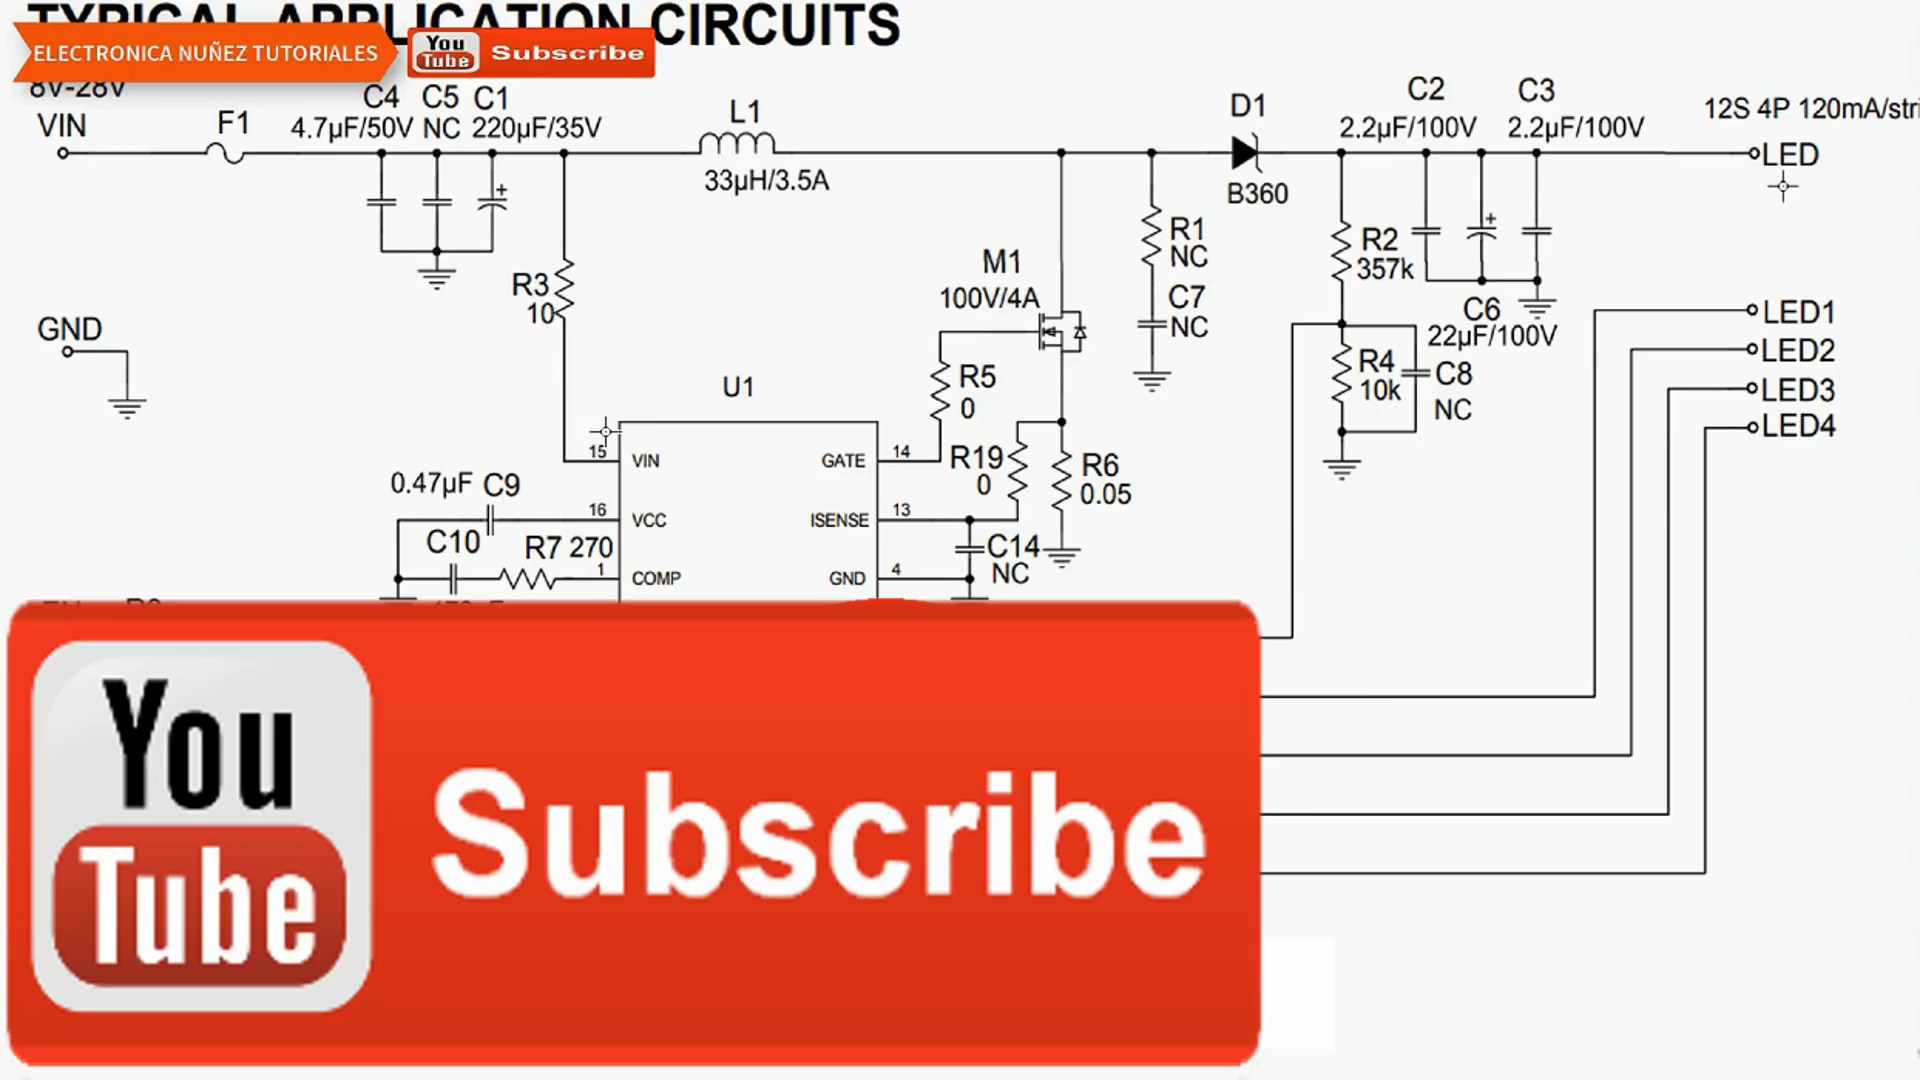 TYPICAL APPLICATION CIRCUITS
ELECTRONICA NUÑEZ TUTORIALES
You Tube Subscribe
8V-28V
VIN
F1
C4 C5 C1
4.7µF/50V NC 220µF/35V
L1
33µH/3.5A
D1
B360
C2 C3
2.2µF/100V 2.2µF/100V
12S 4P 120mA/stri
LED
R1
NC
C7
NC
R2
357k
C6
22µF/100V
R3
10
M1
100V/4A
GND
R4
10k
C8
NC
LED1
LED2
LED3
LED4
U1
R5
0
R19
0
R6
0.05
15 VIN GATE 14
0.47µF C9
16 VCC ISENSE 13
C10 R7 270
C14
NC
1 COMP GND 4
You
Tube
Subscribe